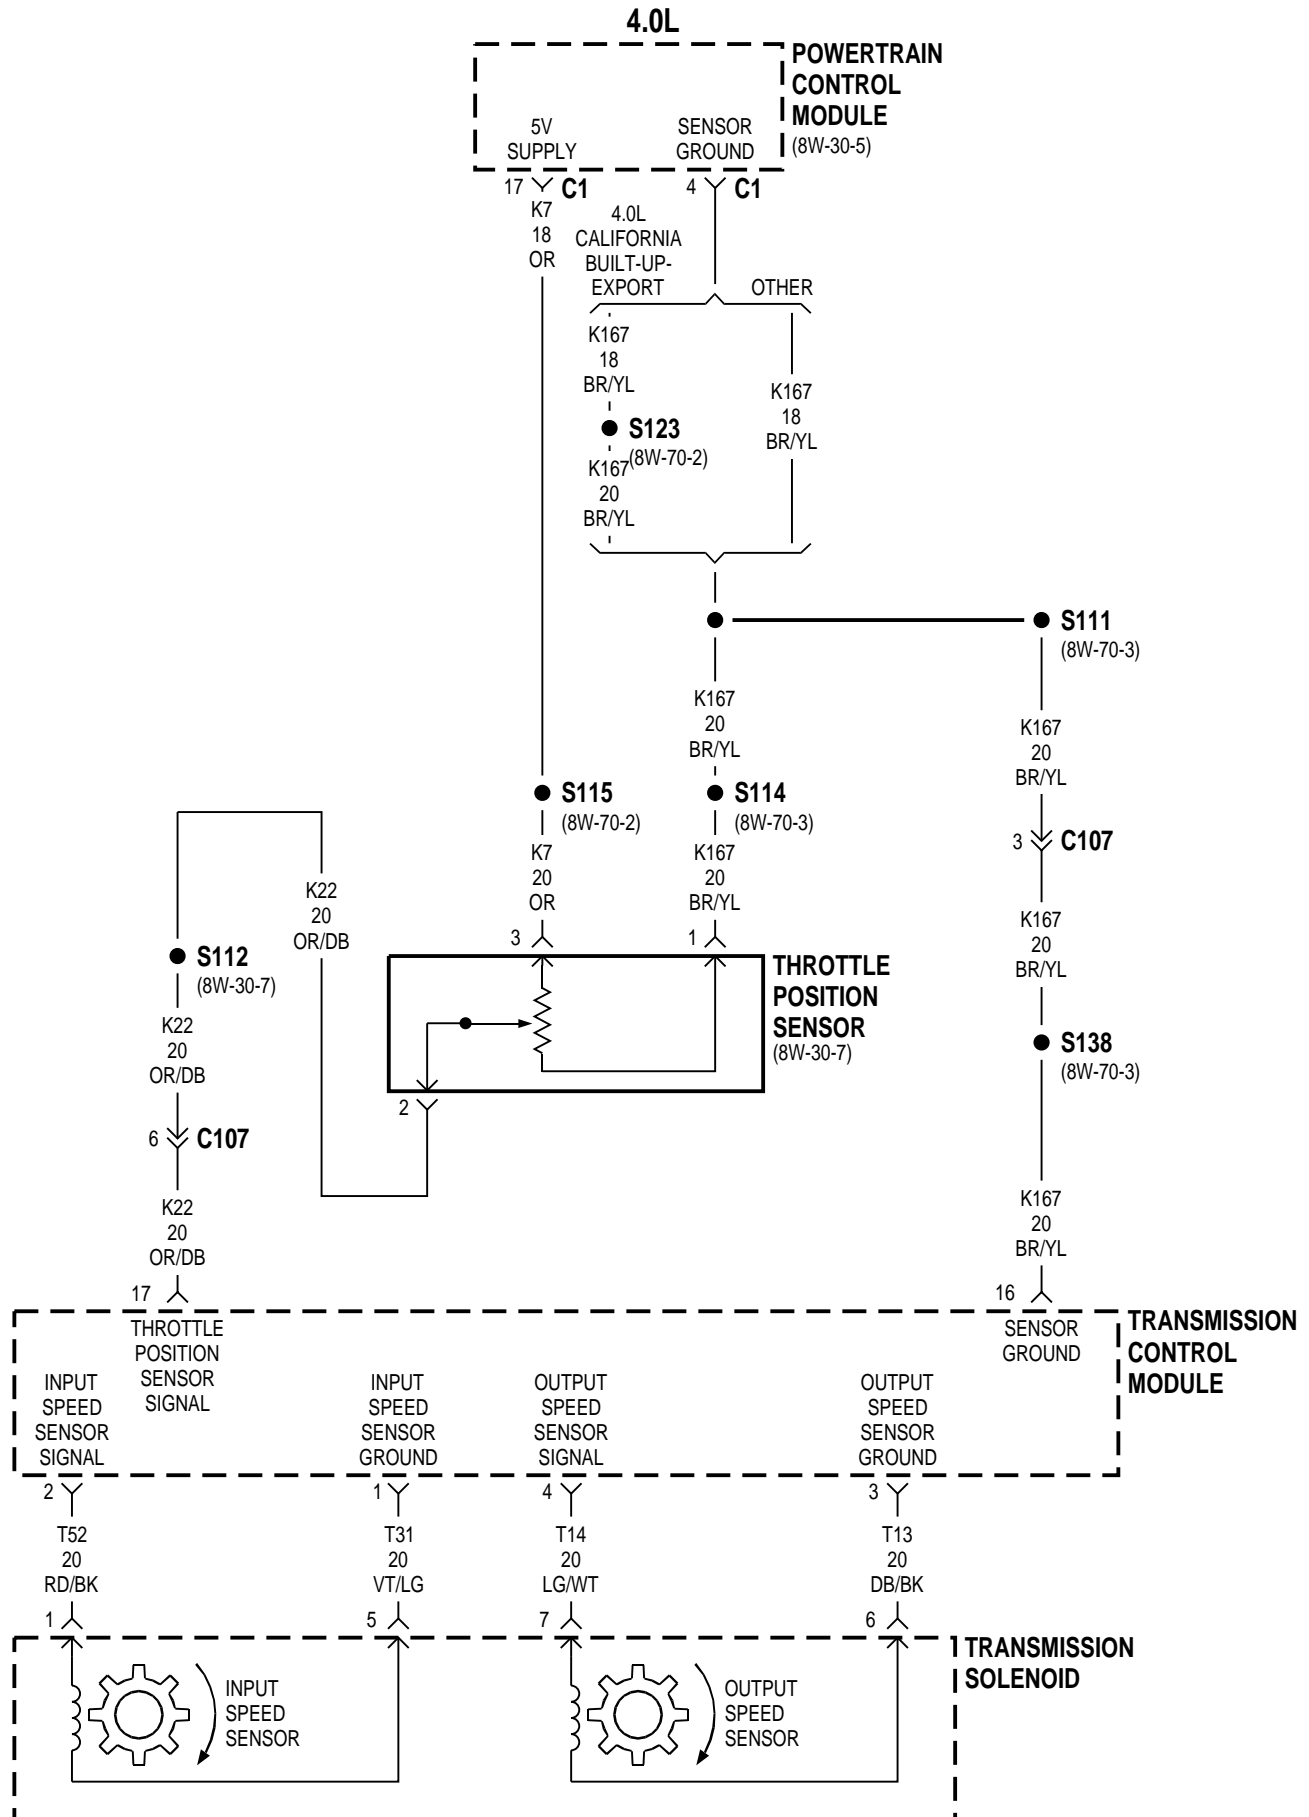 4.0L
POWERTRAIN
CONTROL
MODULE
(8W-30-5)
5V
SUPPLY
SENSOR
GROUND
17
C1
4
C1
K7
18
OR
4.0L
CALIFORNIA
BUILT-UP-
EXPORT
OTHER
K167
18
BR/YL
K167
18
BR/YL
S123
(8W-70-2)
K167
20
BR/YL
S111
(8W-70-3)
K167
20
BR/YL
K167
20
BR/YL
S115
(8W-70-2)
S114
(8W-70-3)
3
C107
K7
20
OR
K167
20
BR/YL
K22
20
OR/DB
K167
20
BR/YL
3
1
S112
(8W-30-7)
THROTTLE
POSITION
SENSOR
(8W-30-7)
K22
20
OR/DB
S138
(8W-70-3)
2
6
C107
K22
20
OR/DB
K167
20
BR/YL
17
16
THROTTLE
POSITION
SENSOR
SIGNAL
SENSOR
GROUND
TRANSMISSION
CONTROL
MODULE
INPUT
SPEED
SENSOR
SIGNAL
INPUT
SPEED
SENSOR
GROUND
OUTPUT
SPEED
SENSOR
SIGNAL
OUTPUT
SPEED
SENSOR
GROUND
2
1
4
3
T52
20
RD/BK
T31
20
VT/LG
T14
20
LG/WT
T13
20
DB/BK
1
5
7
6
TRANSMISSION
SOLENOID
INPUT
SPEED
SENSOR
OUTPUT
SPEED
SENSOR